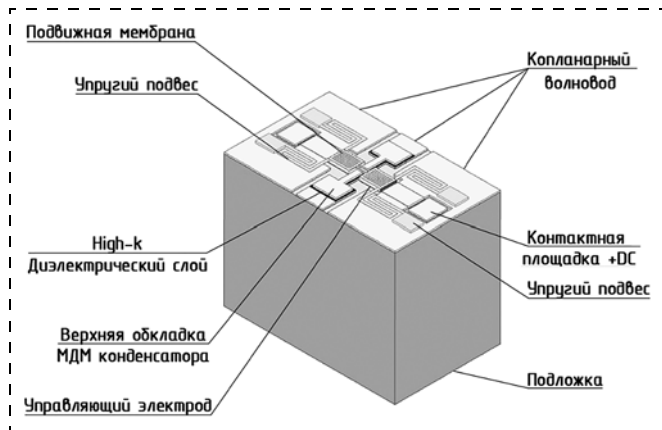 Подвижная мембрана
Упругий подвес
Копланарный
волновод
High-k
Диэлектрический слой
Контактная
площадка +DC
Упругий подвес
Верхняя обкладка
МДМ конденсатора
Управляющий электрод
Подложка